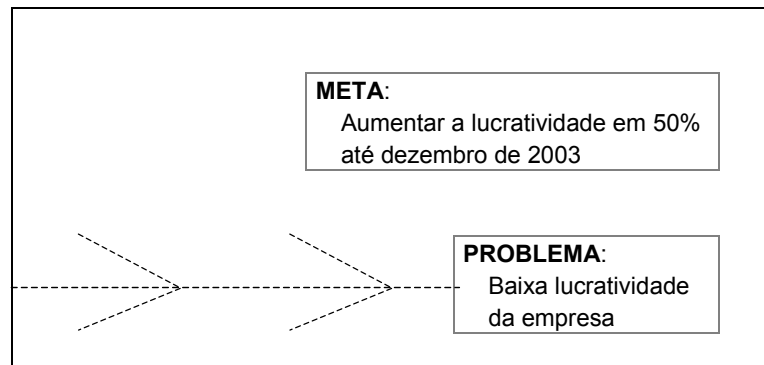 META:
Aumentar a lucratividade em 50%
até dezembro de 2003
PROBLEMA:
Baixa lucratividade
da empresa